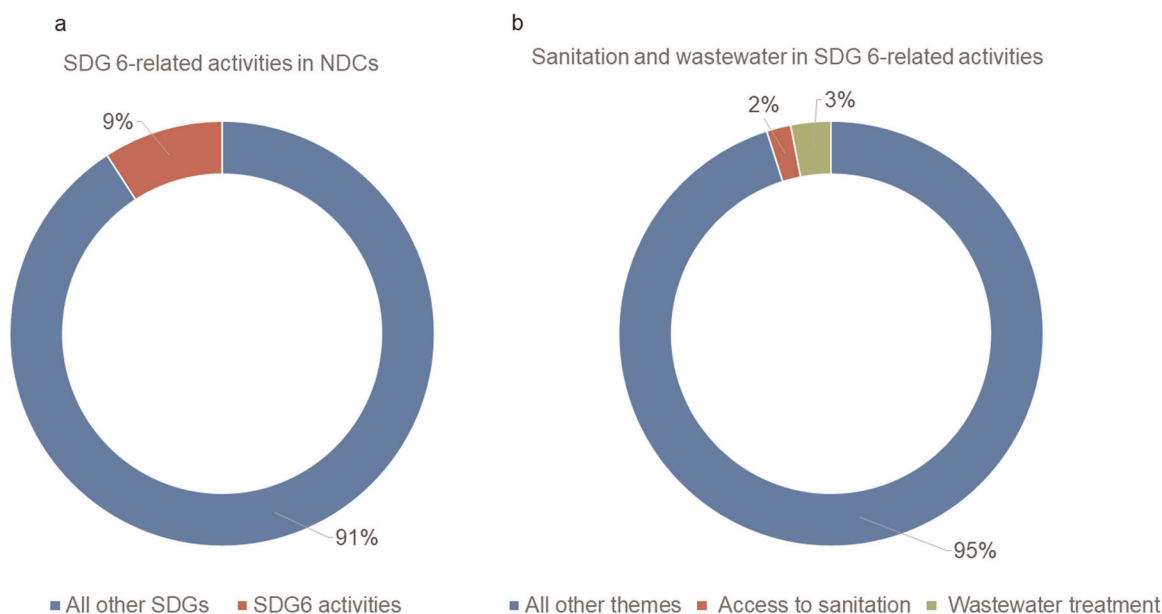 a
SDG 6-related activities in NDCs
9%
91%
All other SDGs SDG6 activities
b
Sanitation and wastewater in SDG 6-related activities
2%
3%
95%
All other themes Access to sanitation Wastewater treatment